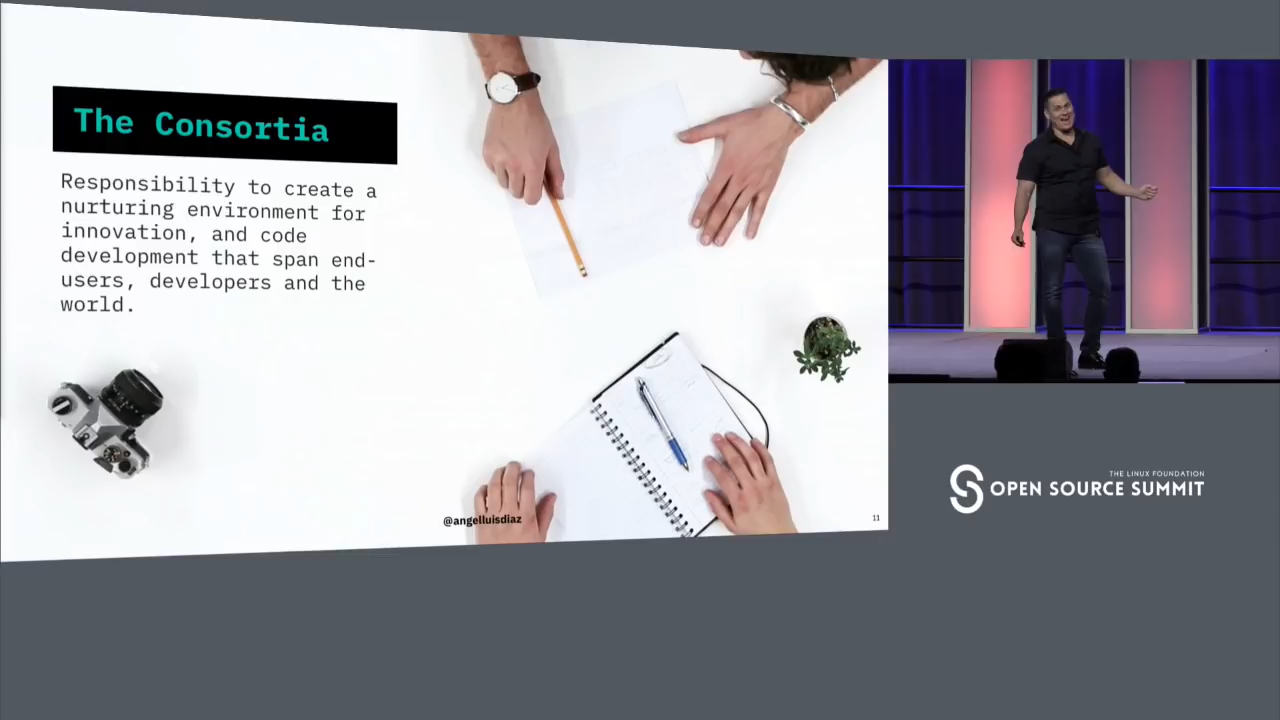 The Consortia
Responsibility to create a
nurturing environment for
innovation, and code
development that span end-
users, developers and the
world.
@angelluisdiaz
11
THE LINUX FOUNDATION
OPEN SOURCE SUMMIT